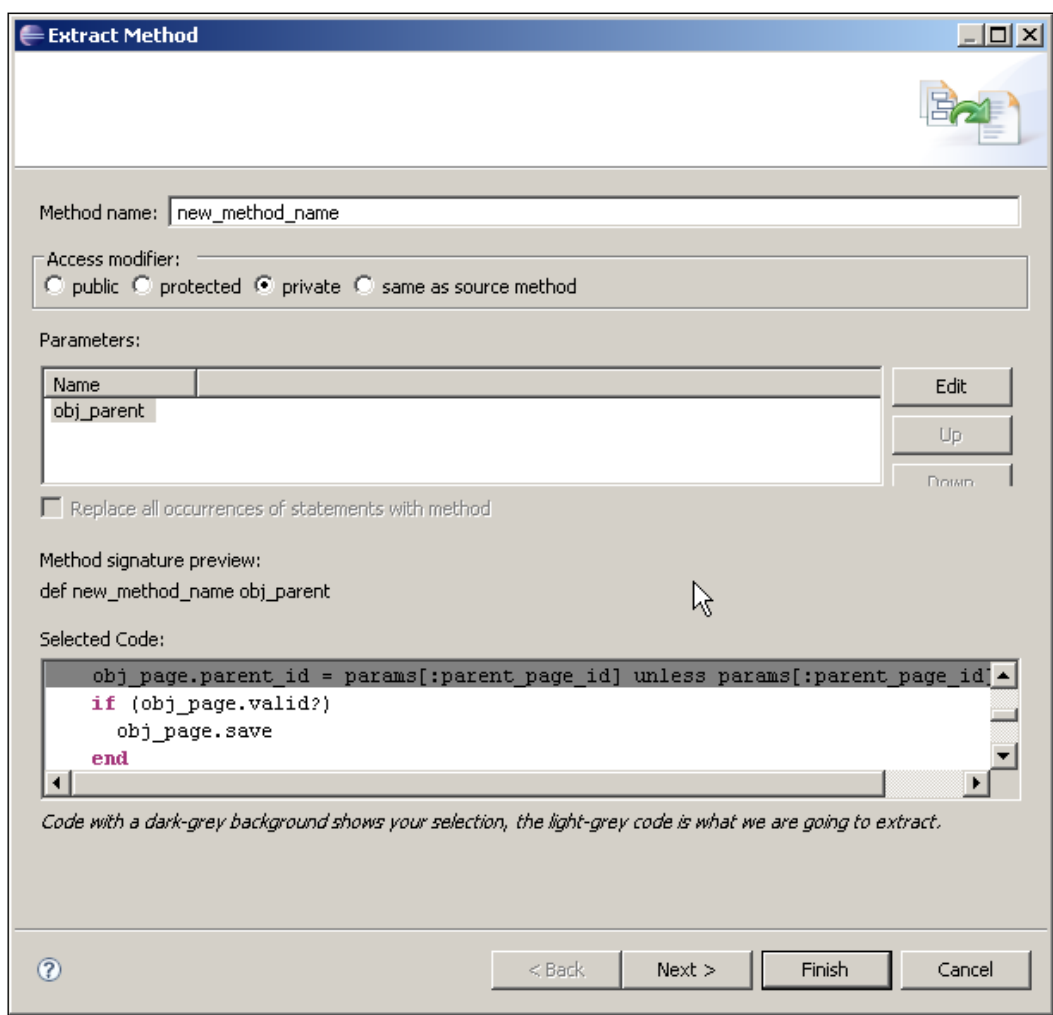 Extract Method
Method name: new_method_name
Access modifier:
public protected private same as source method
Parameters:
Name
Edit
obj_parent
Up
Down
Replace all occurrences of statements with method
Method signature preview:
def new_method_name obj_parent
Selected Code:
obj_page.parent_id = params[:parent_page_id] unless params[:parent_page_id]
if (obj_page.valid?)
obj_page.save
end
Code with a dark-grey background shows your selection, the light-grey code is what we are going to extract.
< Back Next > Finish Cancel